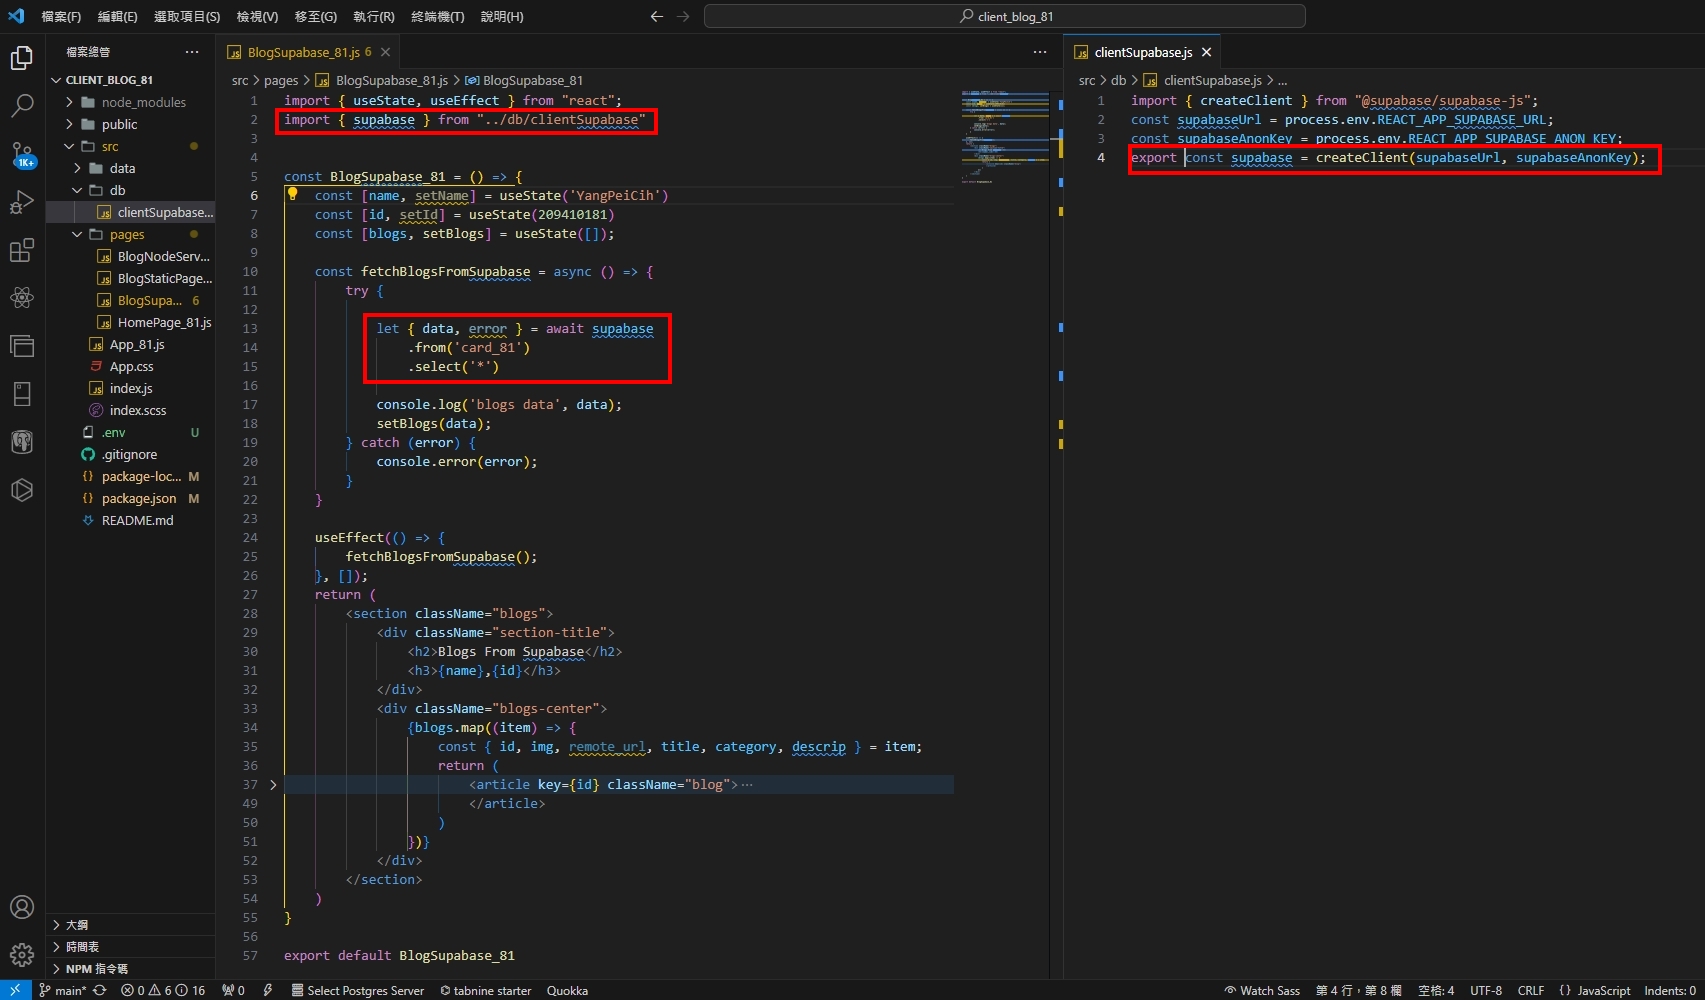 檔案(F) 編輯(E) 選取項目(S) 檢視(V) 移至(G) 執行(R) 終端機(T) 說明(H)
client_blog_81
檔案總管
CLIENT_BLOG_81
node_modules
public
src
data
db
clientSupabase...
pages
BlogNodeServ...
BlogStaticPage...
BlogSupa... 6
HomePage_81.js
App_81.js
App.css
index.js
index.scss
.env U
.gitignore
package-loc... M
package.json M
README.md
大綱
時間表
NPM 指令碼
1K+
BlogSupabase_81.js 6
src > pages > BlogSupabase_81.js > BlogSupabase_81
1 import { useState, useEffect } from "react";
2 import { supabase } from "../db/clientSupabase"
3
4
5 const BlogSupabase_81 = () => {
6 const [name, setName] = useState('YangPeiCih')
7 const [id, setId] = useState(209410181)
8 const [blogs, setBlogs] = useState([]);
9
10 const fetchBlogsFromSupabase = async () => {
11 try {
12
13 let { data, error } = await supabase
14 .from('card_81')
15 .select('*')
16
17 console.log('blogs data', data);
18 setBlogs(data);
19 } catch (error) {
20 console.error(error);
21 }
22 }
23
24 useEffect(() => {
25 fetchBlogsFromSupabase();
26 }, []);
27 return (
28 <section className="blogs">
29 <div className="section-title">
30 <h2>Blogs From Supabase</h2>
31 <h3>{name},{id}</h3>
32 </div>
33 <div className="blogs-center">
34 {blogs.map((item) => {
35 const { id, img, remote_url, title, category, descrip } = item;
36 return (
37 <article key={id} className="blog">...
49 </article>
50 )
51 })}
52 </div>
53 </section>
54 )
55 }
56
57 export default BlogSupabase_81
clientSupabase.js
src > db > clientSupabase.js > ...
1 import { createClient } from "@supabase/supabase-js";
2 const supabaseUrl = process.env.REACT_APP_SUPABASE_URL;
3 const supabaseAnonKey = process.env.REACT_APP_SUPABASE_ANON_KEY;
4 export const supabase = createClient(supabaseUrl, supabaseAnonKey);
main* 0 6 16 0 Select Postgres Server tabnine starter Quokka Watch Sass 第 4 行，第 8 欄 空格: 4 UTF-8 CRLF {} JavaScript Indents: 0